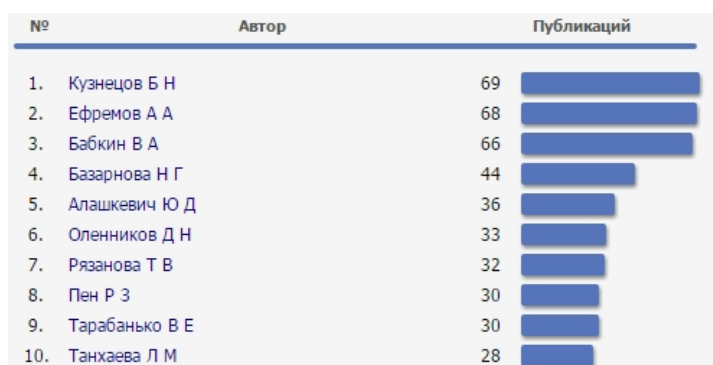 № Автор Публикаций
1. Кузнецов Б Н 69
2. Ефремов А А 68
3. Бабкин В А 66
4. Базарнова Н Г 44
5. Алашкевич Ю Д 36
6. Оленников Д Н 33
7. Рязанова Т В 32
8. Пен Р З 30
9. Тарабанько В Е 30
10. Танхаева Л М 28